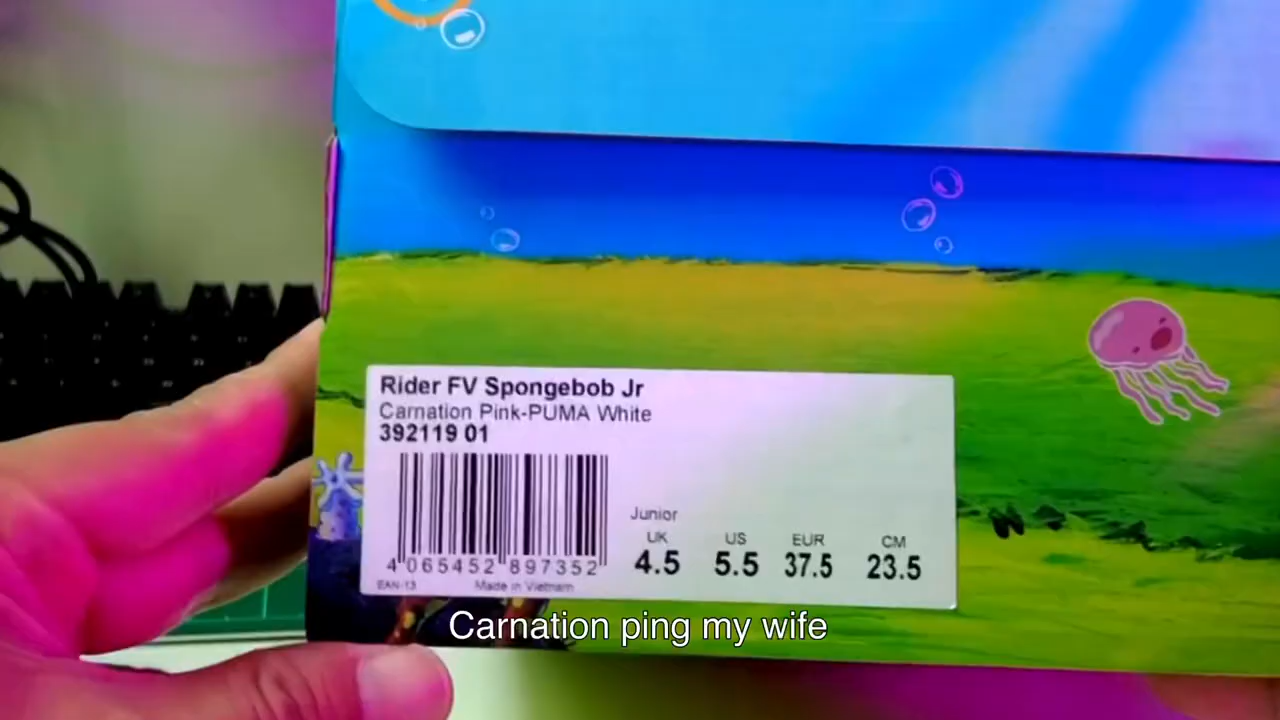 Rider FV Spongebob Jr
Carnation Pink-PUMA White
392119 01
Junior
UK US EUR CM
4.5 5.5 37.5 23.5
4 065452 897352
EAN-13 Made in Vietnam
Carnation ping my wife